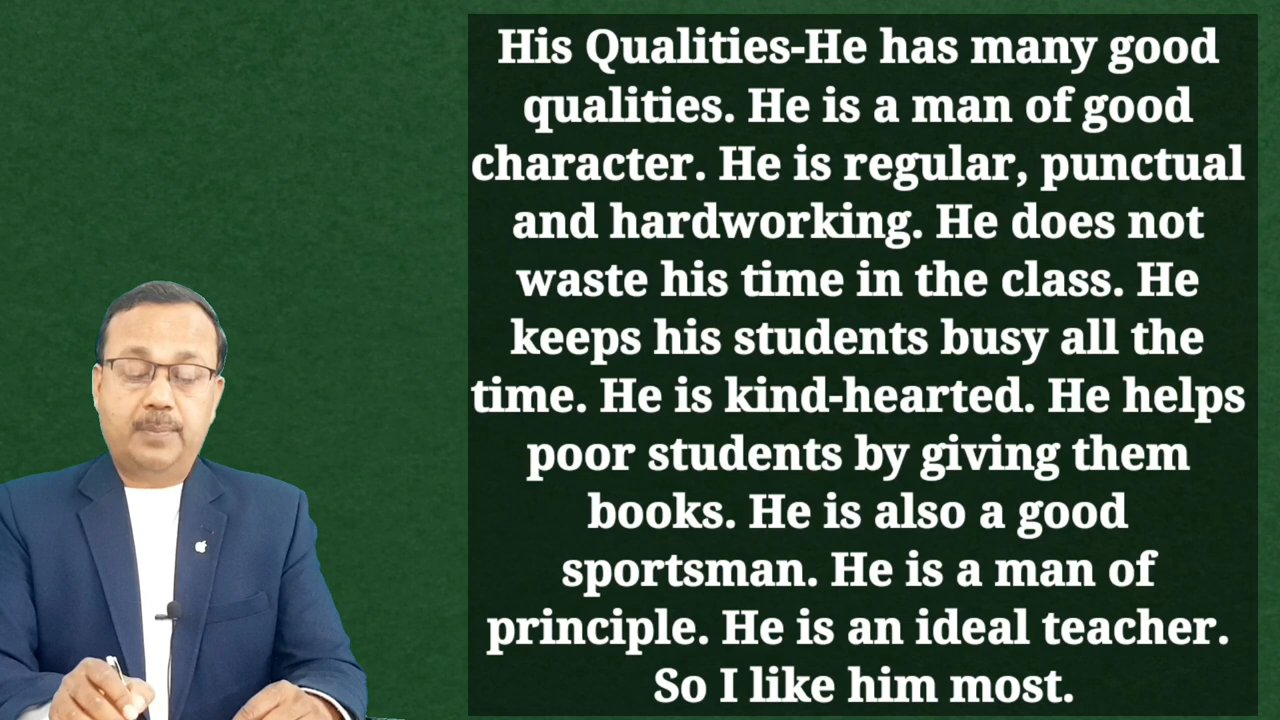 His Qualities-He has many good
qualities. He is a man of good
character. He is regular, punctual
and hardworking. He does not
waste his time in the class. He
keeps his students busy all the
time. He is kind-hearted. He helps
poor students by giving them
books. He is also a good
sportsman. He is a man of
principle. He is an ideal teacher.
So I like him most.